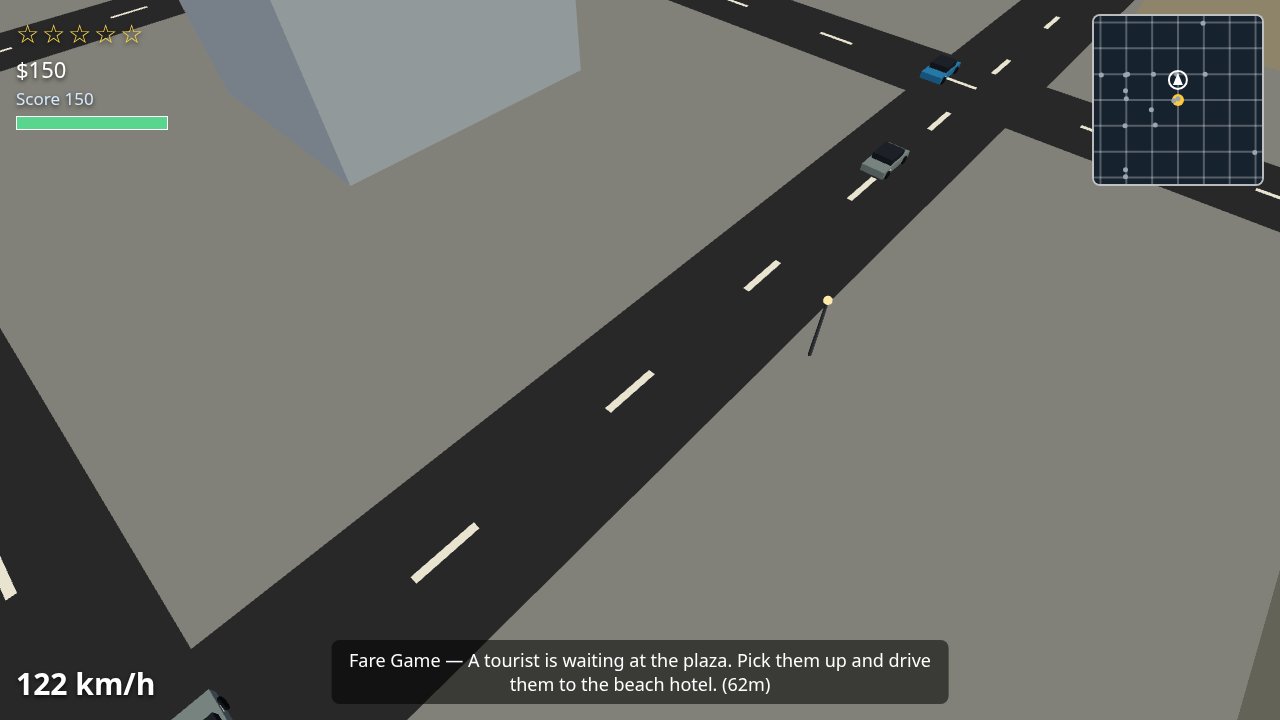 $150
Score 150
122 km/h
Fare Game — A tourist is waiting at the plaza. Pick them up and drive
them to the beach hotel. (62m)